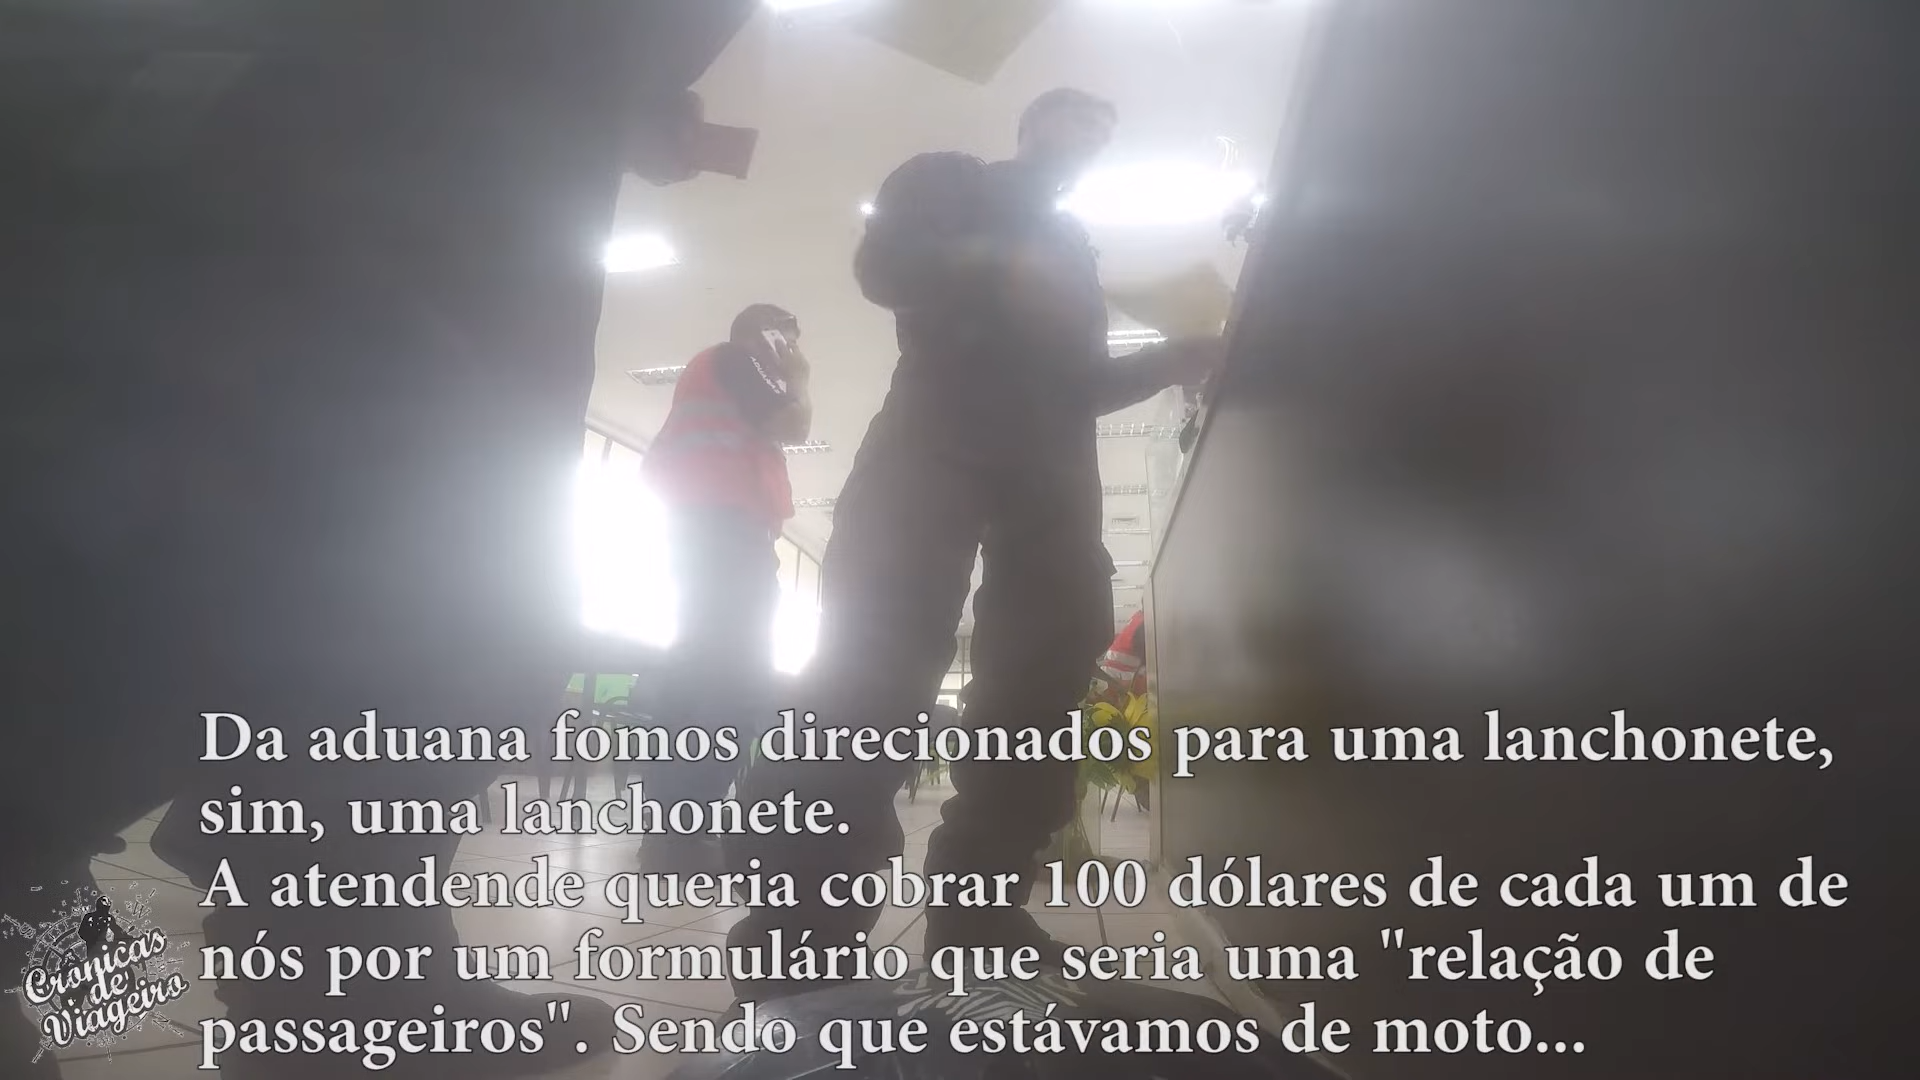 ADUANAS
Da aduana fomos direcionados para uma lanchonete,
sim, uma lanchonete.
A atendende queria cobrar 100 dólares de cada um de
nós por um formulário que seria uma "relação de
passageiros". Sendo que estávamos de moto...
Crônicas
de
Viageiro